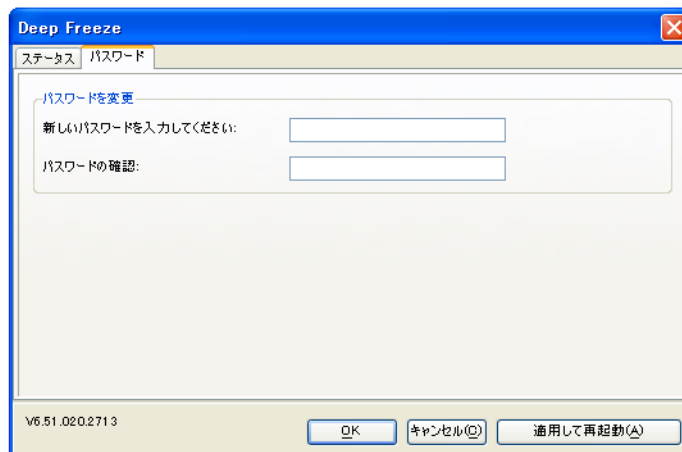 Deep Freeze
ステータス パスワード
パスワードを変更
新しいパスワードを入力してください:
パスワードの確認:
V6.51.020.2713
OK キャンセル(C) 適用して再起動(A)